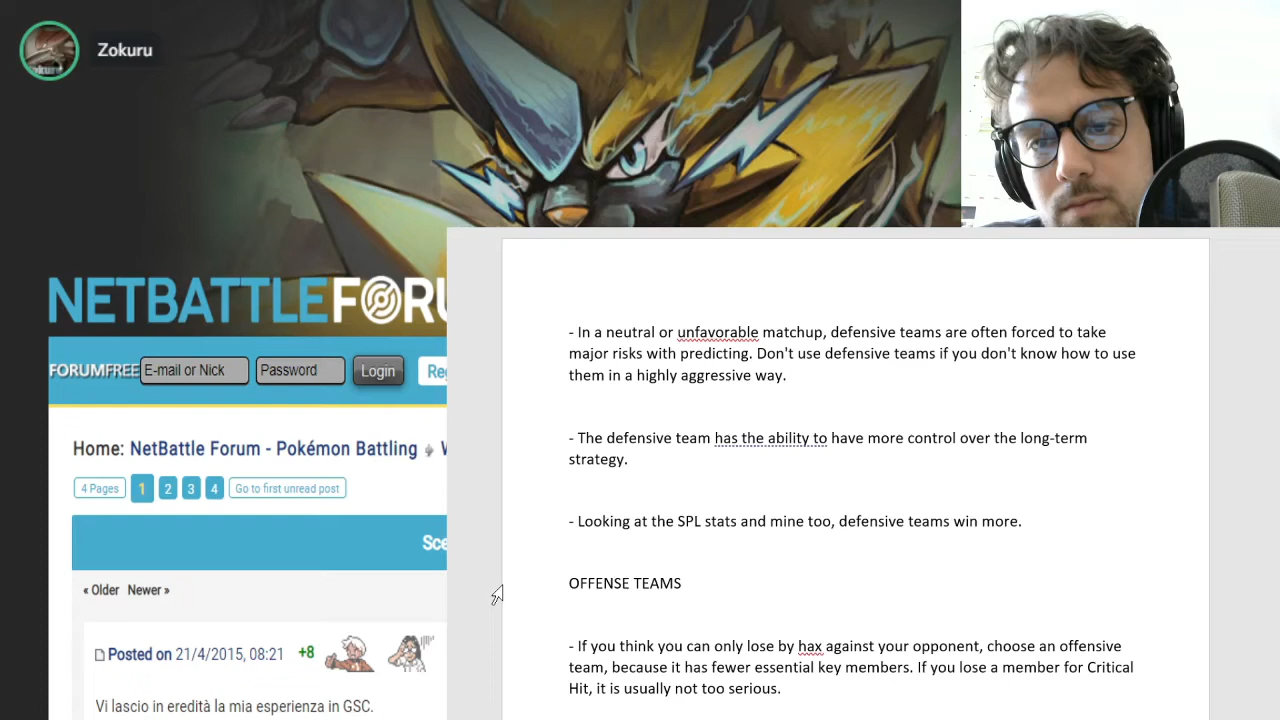 Zokuru
NETBATTLEFORU
FORUMFREE E-mail or Nick Password Login Reg
Home: NetBattle Forum - Pokémon Battling
4 Pages 1 2 3 4 Go to first unread post
Sce
« Older Newer »
Posted on 21/4/2015, 08:21 +8
Vi lascio in eredità la mia esperienza in GSC.
- In a neutral or unfavorable matchup, defensive teams are often forced to take
major risks with predicting. Don't use defensive teams if you don't know how to use
them in a highly aggressive way.
- The defensive team has the ability to have more control over the long-term
strategy.
- Looking at the SPL stats and mine too, defensive teams win more.
OFFENSE TEAMS
- If you think you can only lose by hax against your opponent, choose an offensive
team, because it has fewer essential key members. If you lose a member for Critical
Hit, it is usually not too serious.